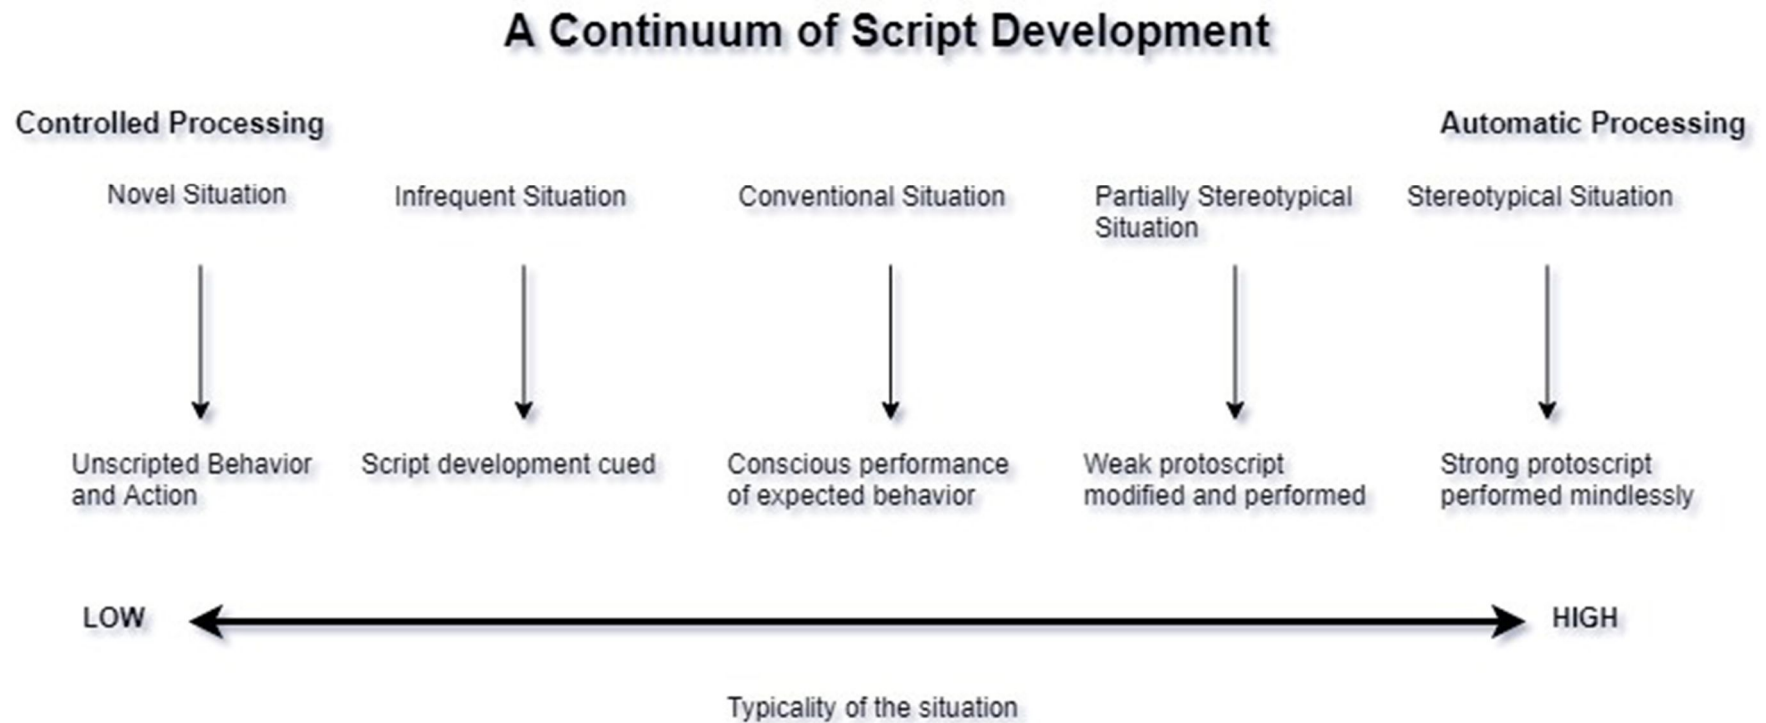 A Continuum of Script Development
Controlled Processing
Automatic Processing
Novel Situation
Infrequent Situation
Conventional Situation
Partially Stereotypical
Situation
Stereotypical Situation
Unscripted Behavior
and Action
Script development cued
Conscious performance
of expected behavior
Weak protoscript
modified and performed
Strong protoscript
performed mindlessly
LOW
HIGH
Typicality of the situation